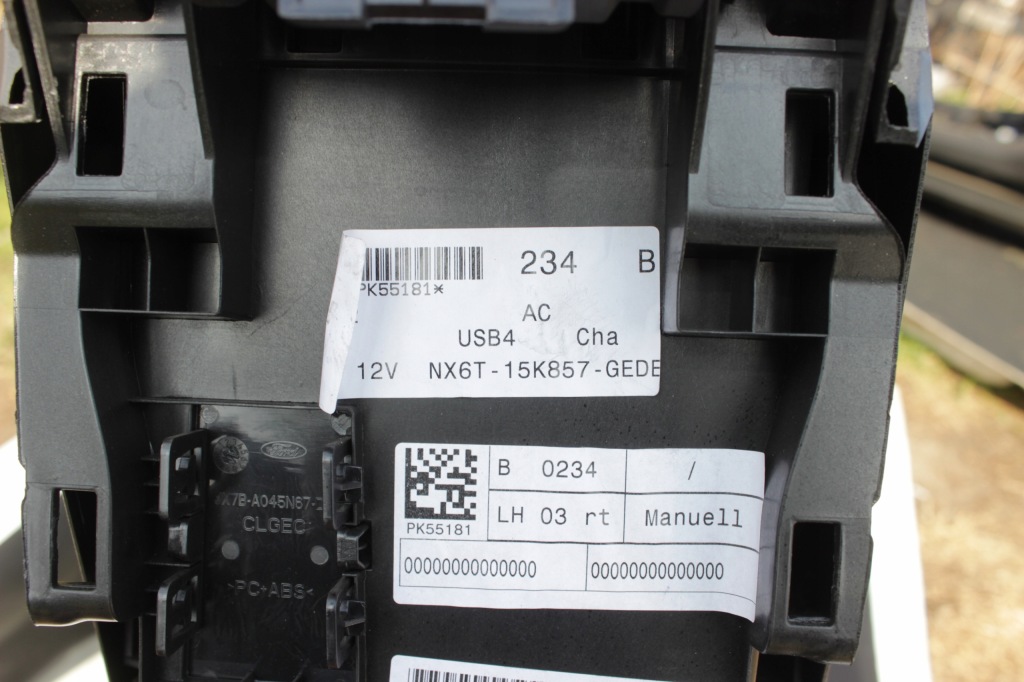 234 B
PK55181*
AC
USB4 Cha
12V NX6T-15K857-GEDE
B 0234 /
LH 03 rt Manuell
PK55181
00000000000000 00000000000000
Ford
CLGEC
>PC+ABS<